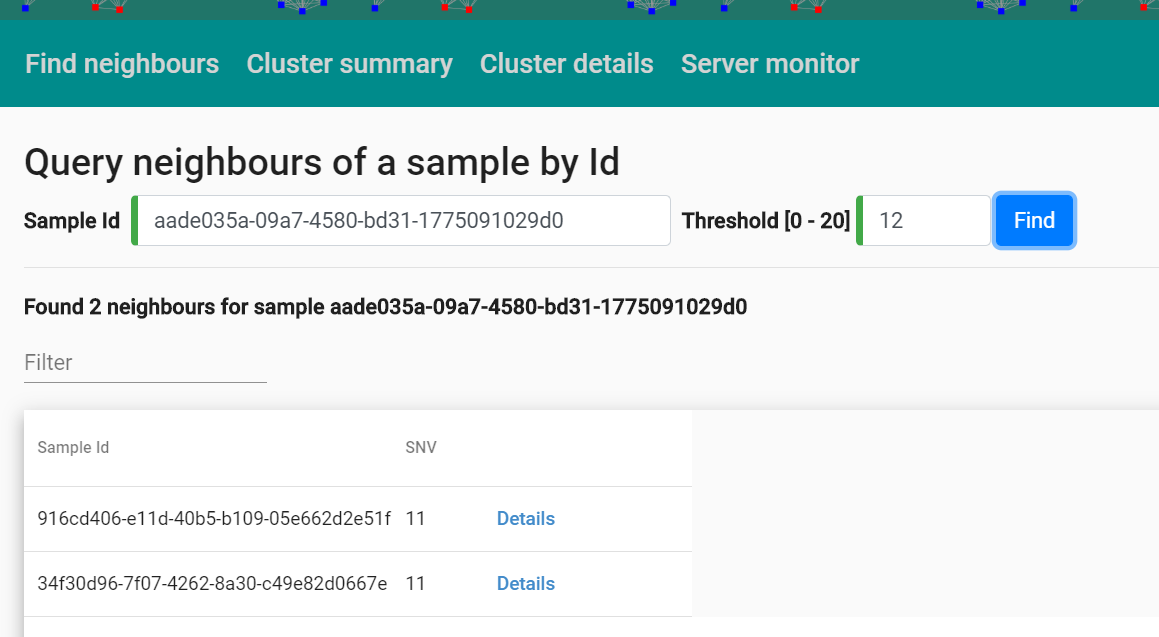 Find neighbours Cluster summary Cluster details Server monitor
Query neighbours of a sample by Id
Sample Id aade035a-09a7-4580-bd31-1775091029d0 Threshold [0 - 20] 12 Find
Found 2 neighbours for sample aade035a-09a7-4580-bd31-1775091029d0
Filter
Sample Id SNV
916cd406-e11d-40b5-b109-05e662d2e51f 11 Details
34f30d96-7f07-4262-8a30-c49e82d0667e 11 Details